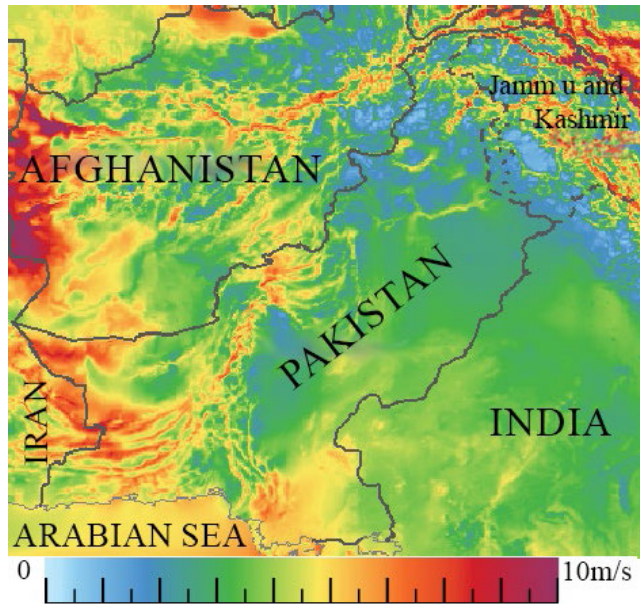 Jamm u and
Kashmir
AFGHANISTAN
PAKISTAN
IRAN
INDIA
ARABIAN SEA
0
10m/s